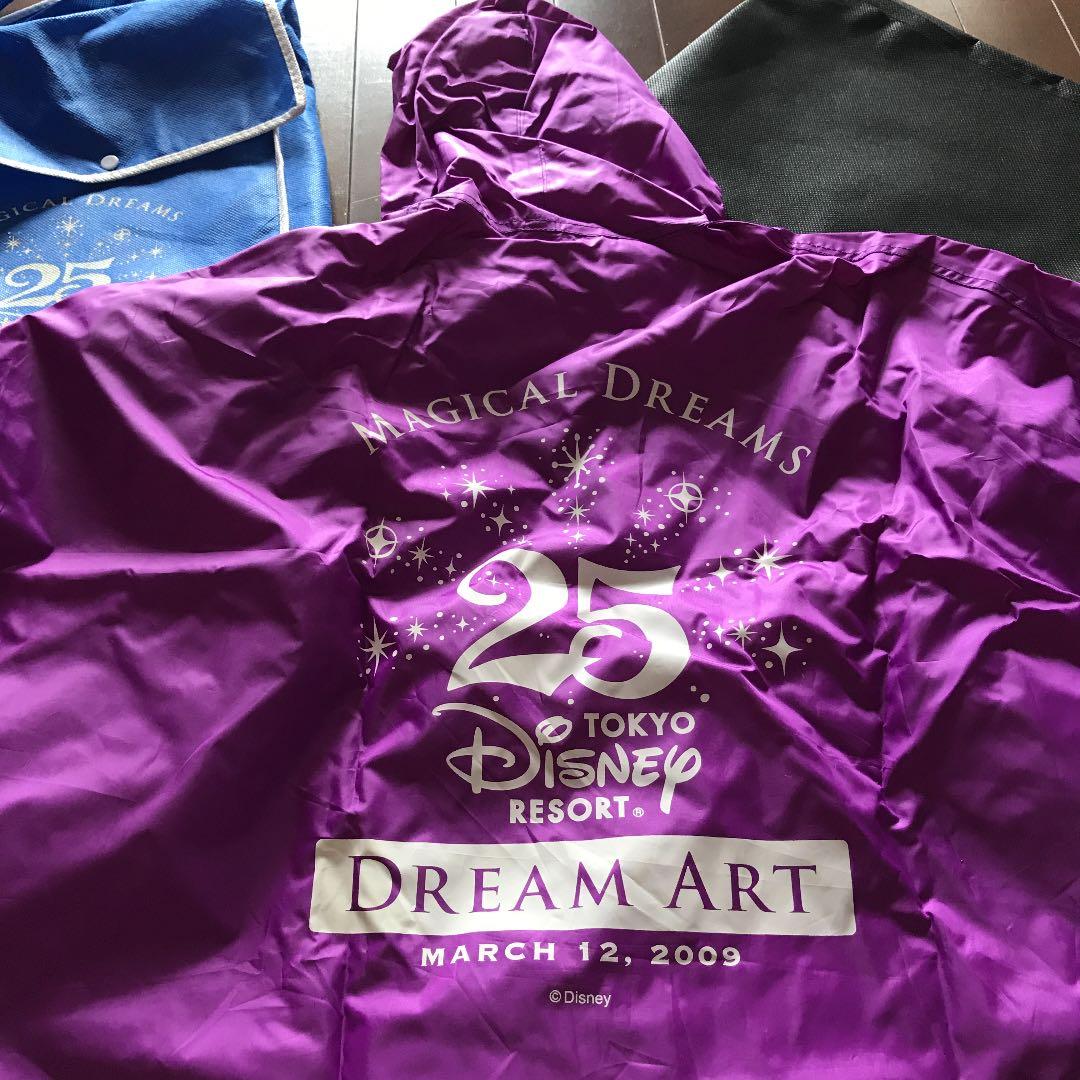 MAGICAL DREAMS
25
MAGICAL DREAMS
25
TOKYO
DISNEY
RESORT®
DREAM ART
MARCH 12, 2009
©Disney